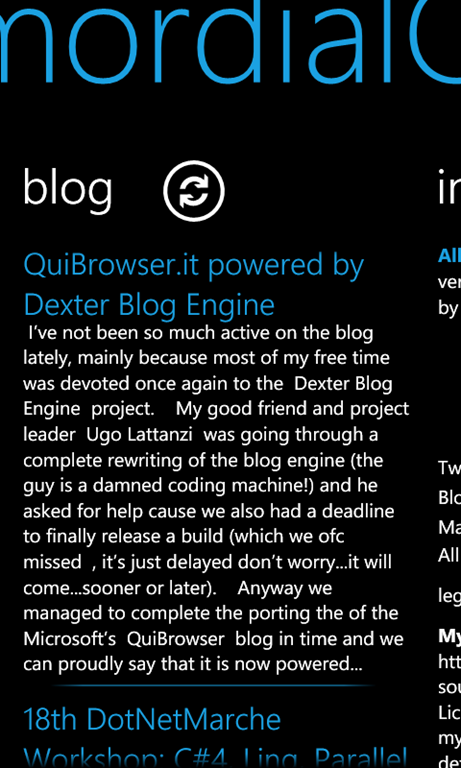 mordialC
blog
QuiBrowser.it powered by
Dexter Blog Engine
I've not been so much active on the blog
lately, mainly because most of my free time
was devoted once again to the  Dexter Blog
Engine  project.    My good friend and project
leader  Ugo Lattanzi  was going through a
complete rewriting of the blog engine (the
guy is a damned coding machine!) and he
asked for help cause we also had a deadline
to finally release a build (which we ofc
missed  , it's just delayed don't worry...it will
come...sooner or later).    Anyway we
managed to complete the porting the of the
Microsoft's  QuiBrowser  blog in time and we
can proudly say that it is now powered...
18th DotNetMarche
Workshop: C#4, Linq, Parallel
in
All
ver
by
Tw
Blo
Ma
All
leg
My
htt
sou
Lic
my
det